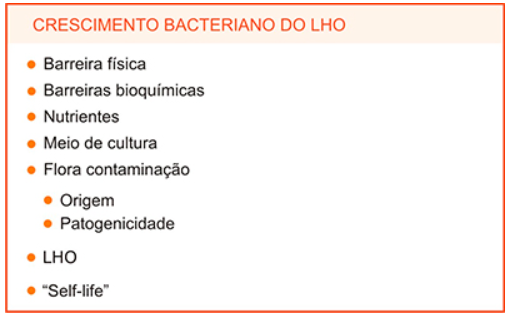 CRESCIMENTO BACTERIANO DO LHO
Barreira física
Barreiras bioquímicas
Nutrientes
Meio de cultura
Flora contaminação
Origem
Patogenicidade
LHO
“Self-life”